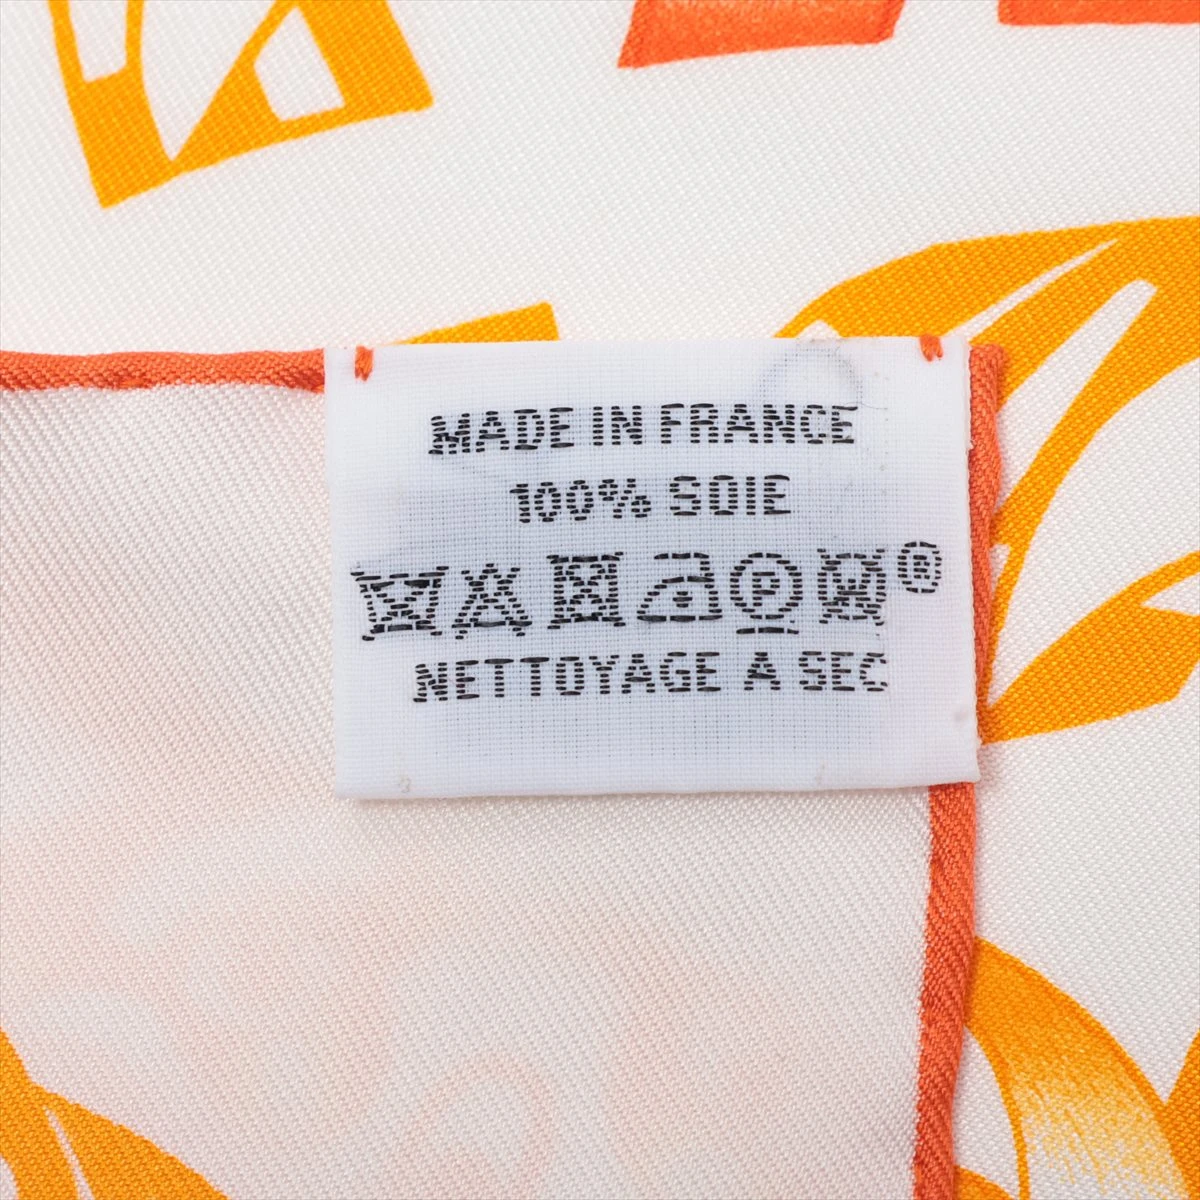 MADE IN FRANCE
100% SOIE
P ®
NETTOYAGE A SEC